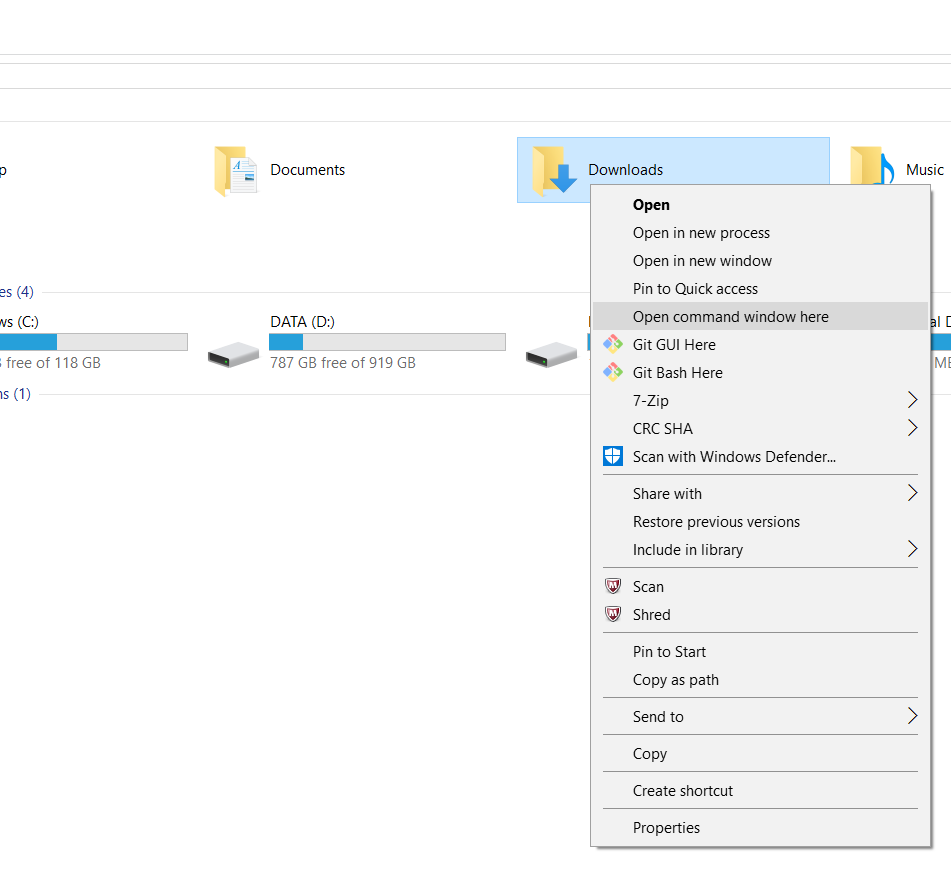 p
Documents
Downloads
Music
Open
Open in new process
Open in new window
Pin to Quick access
Open command window here
Git GUI Here
Git Bash Here
7-Zip
CRC SHA
Scan with Windows Defender...
Share with
Restore previous versions
Include in library
Scan
Shred
Pin to Start
Copy as path
Send to
Copy
Create shortcut
Properties
es (4)
ws (C:)
free of 118 GB
DATA (D:)
787 GB free of 919 GB
al D
MB
ns (1)